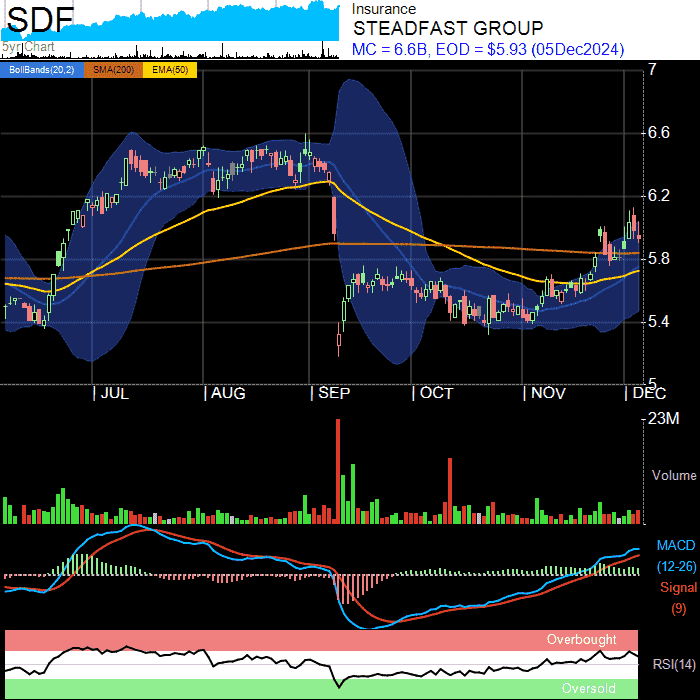 SDF
5yr Chart
Insurance
STEADFAST GROUP
MC = 6.6B, EOD = $5.93 (05Dec2024)
BollBands(20,2) SMA(200) EMA(50)
7
6.6
6.2
5.8
5.4
5
| JUL | AUG | SEP | OCT | NOV | DEC
23M
Volume
MACD
(12-26)
Signal
(9)
Overbought
RSI(14)
Oversold